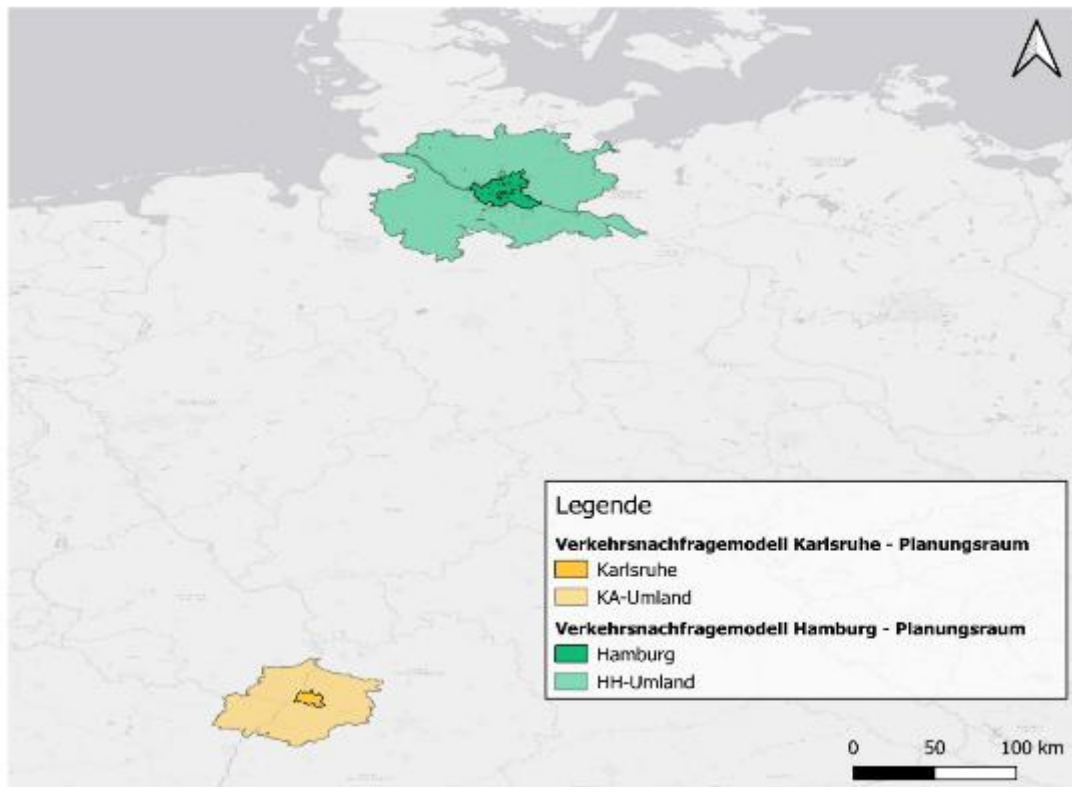 Legende
Verkehrsnachfragemodell Karlsruhe - Planungsraum
Karlsruhe
KA-Umland
Verkehrsnachfragemodell Hamburg - Planungsraum
Hamburg
HH-Umland
0 50 100 km